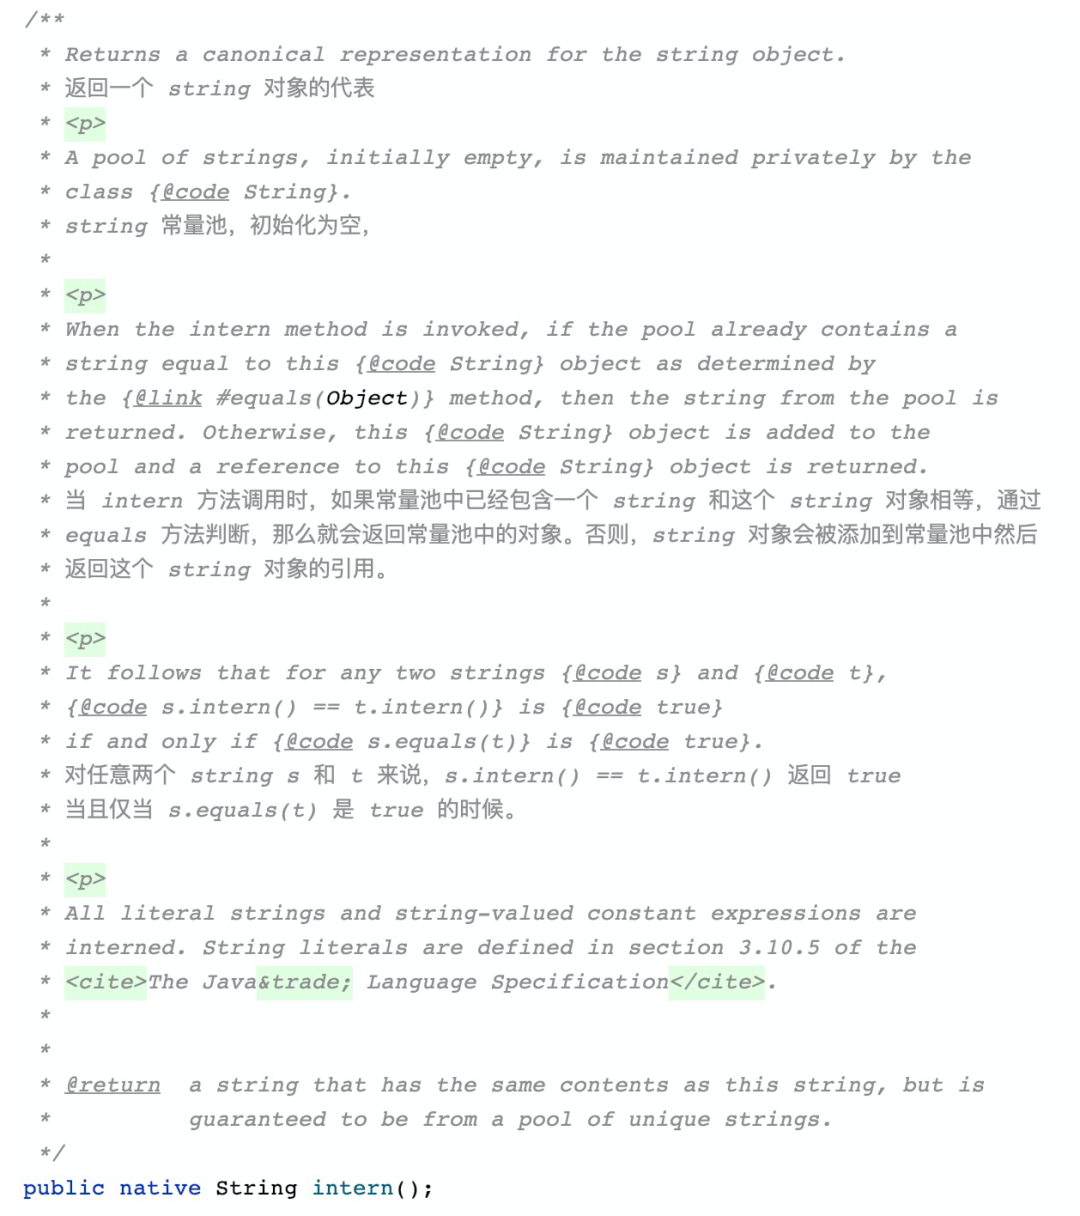 /**
* Returns a canonical representation for the string object.
* 返回一个 string 对象的代表
* <p>
* A pool of strings, initially empty, is maintained privately by the
* class {@code String}.
* string 常量池，初始化为空，
*
* <p>
* When the intern method is invoked, if the pool already contains a
* string equal to this {@code String} object as determined by
* the {@link #equals(Object)} method, then the string from the pool is
* returned. Otherwise, this {@code String} object is added to the
* pool and a reference to this {@code String} object is returned.
* 当 intern 方法调用时，如果常量池中已经包含一个 string 和这个 string 对象相等，通过
* equals 方法判断，那么就会返回常量池中的对象。否则，string 对象会被添加到常量池中然后
* 返回这个 string 对象的引用。
*
* <p>
* It follows that for any two strings {@code s} and {@code t},
* {@code s.intern() == t.intern()} is {@code true}
* if and only if {@code s.equals(t)} is {@code true}.
* 对任意两个 string s 和 t 来说，s.intern() == t.intern() 返回 true
* 当且仅当 s.equals(t) 是 true 的时候。
*
* <p>
* All literal strings and string-valued constant expressions are
* interned. String literals are defined in section 3.10.5 of the
* <cite>The Java&trade; Language Specification</cite>.
*
*
* @return  a string that has the same contents as this string, but is
*          guaranteed to be from a pool of unique strings.
*/
public native String intern();